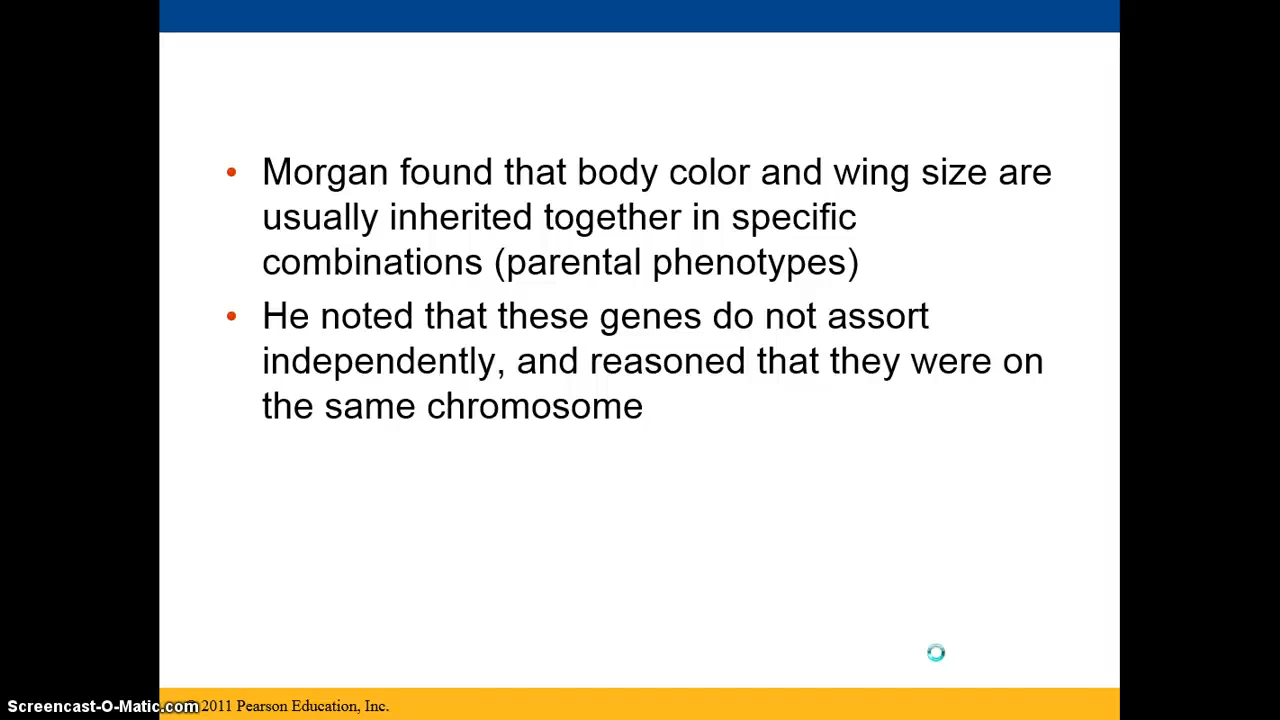 • Morgan found that body color and wing size are
usually inherited together in specific
combinations (parental phenotypes)
• He noted that these genes do not assort
independently, and reasoned that they were on
the same chromosome
Screencast-O-Matic.com 2011 Pearson Education, Inc.